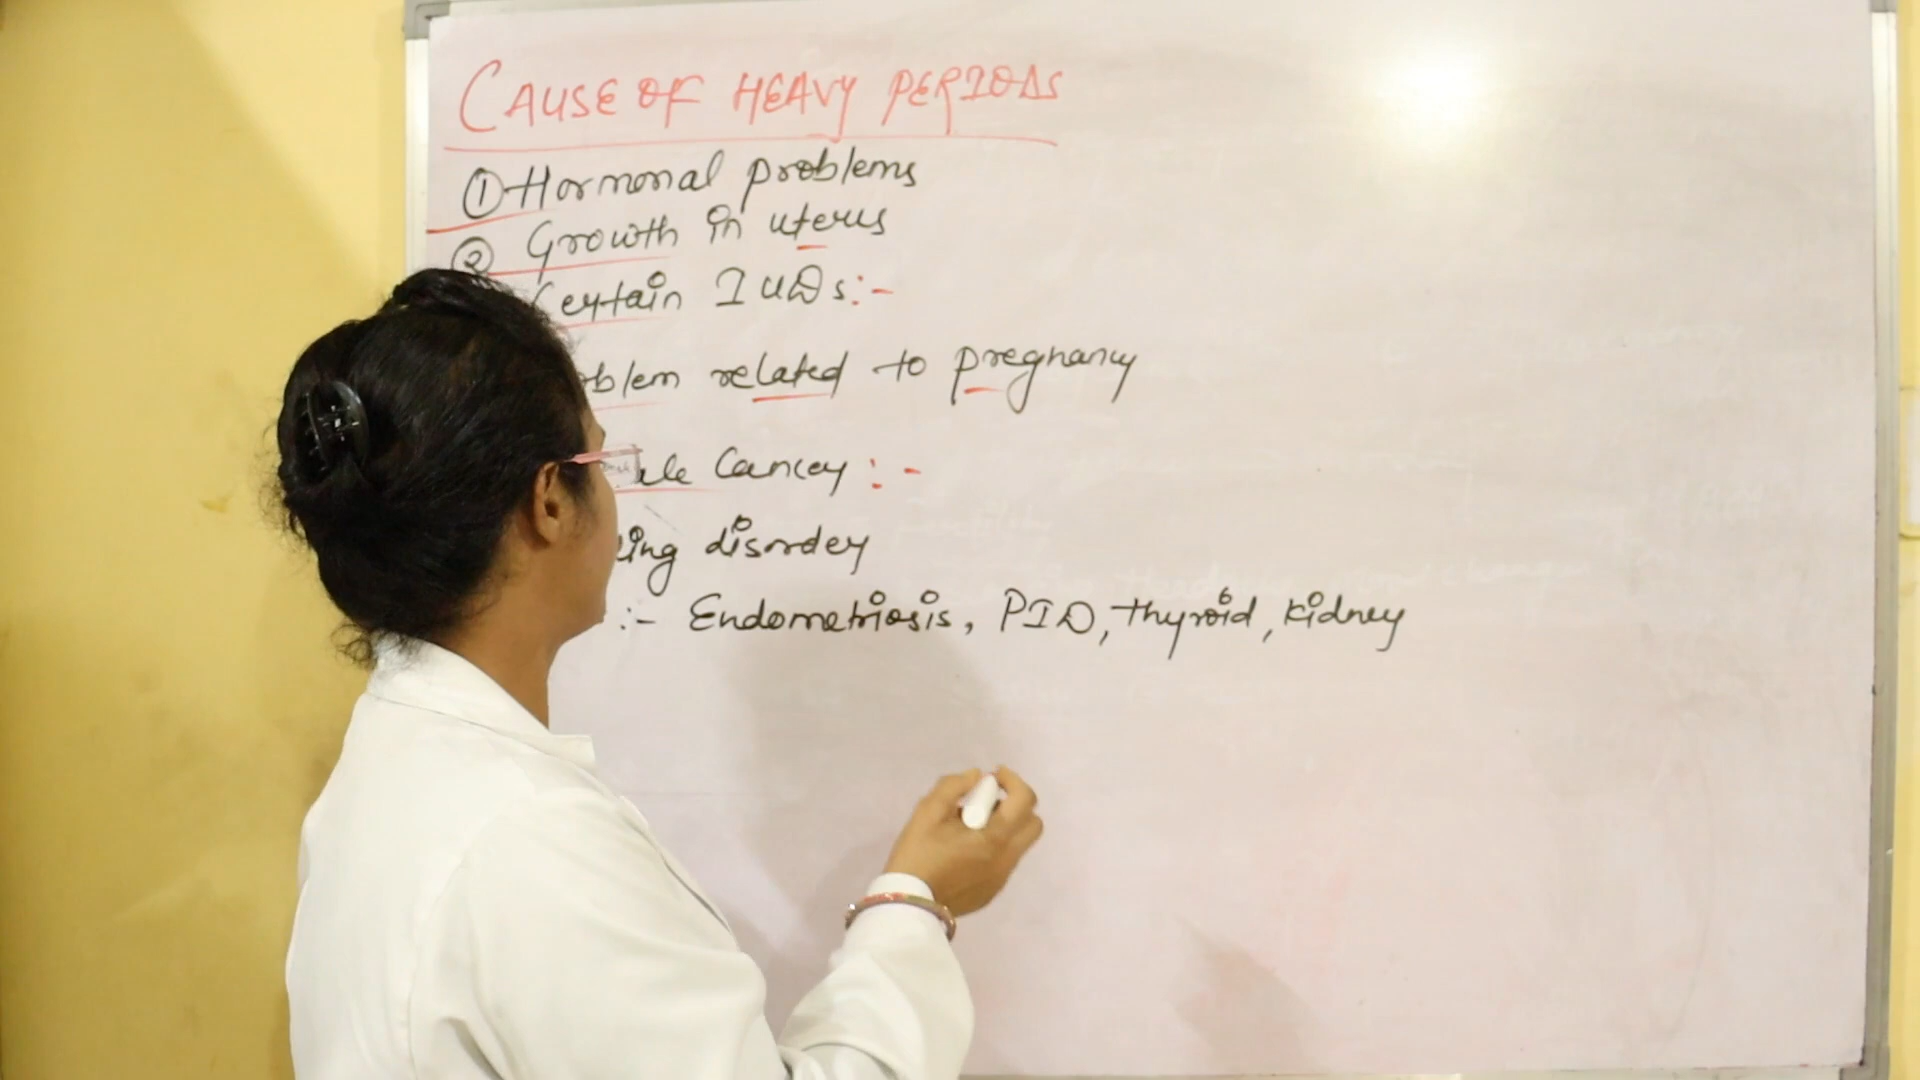 CAUSE OF HEAVY PERIODS
① Hormonal problems
② Growth in uterus
Certain IUDs:-
related to pregnancy
Cancer :-
disorder
:- Endometriosis, PID, thyroid, kidney